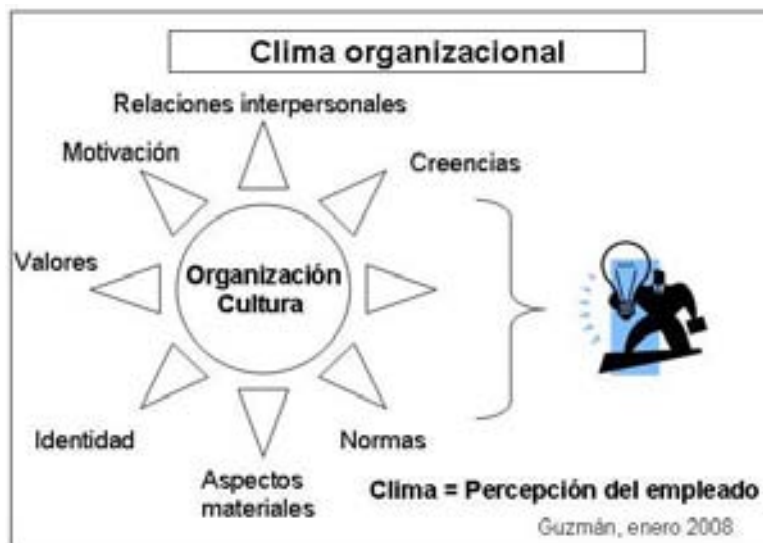 Clima organizacional
Relaciones interpersonales
Motivación
Creencias
Valores
Organización
Cultura
Identidad
Normas
Aspectos
materiales
Clima = Percepción del empleado
Guzmán, enero 2008